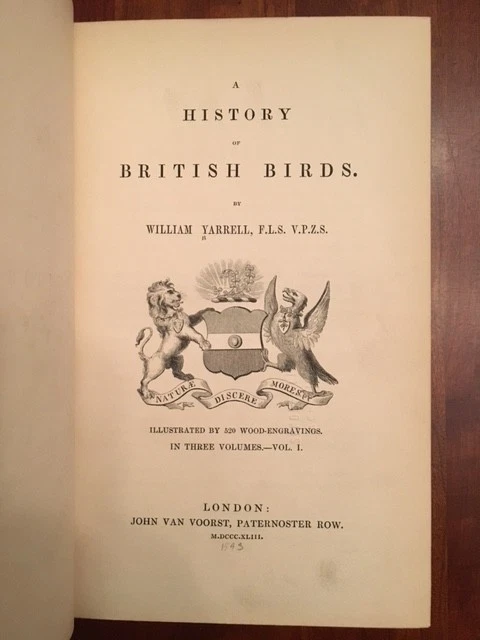 A
HISTORY
OF
BRITISH BIRDS.
BY
WILLIAM YARRELL, F.L.S. V.P.Z.S.
NATURÆ DISCERE MORES
ILLUSTRATED BY 520 WOOD-ENGRAVINGS.
IN THREE VOLUMES.—VOL. I.
LONDON:
JOHN VAN VOORST, PATERNOSTER ROW.
M.DCCC.XLIII.